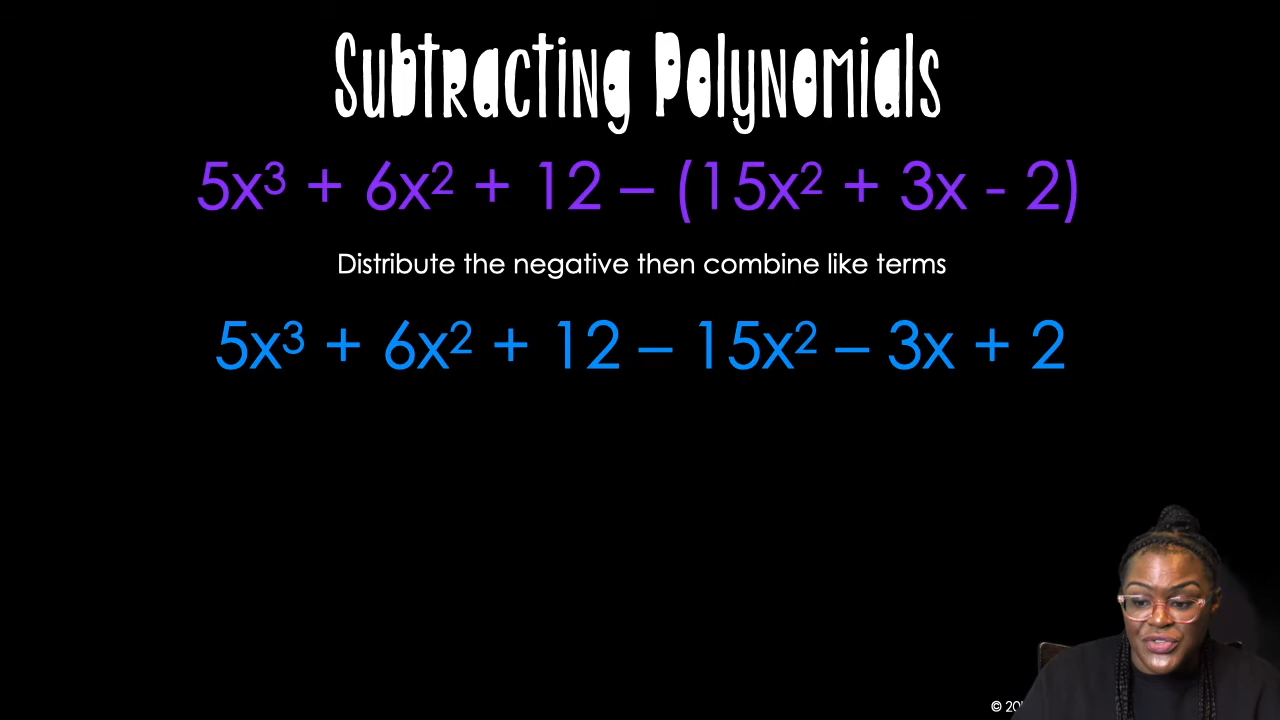 Subtracting Polynomials
5x³ + 6x² + 12 – (15x² + 3x - 2)
Distribute the negative then combine like terms
5x³ + 6x² + 12 – 15x² – 3x + 2
©